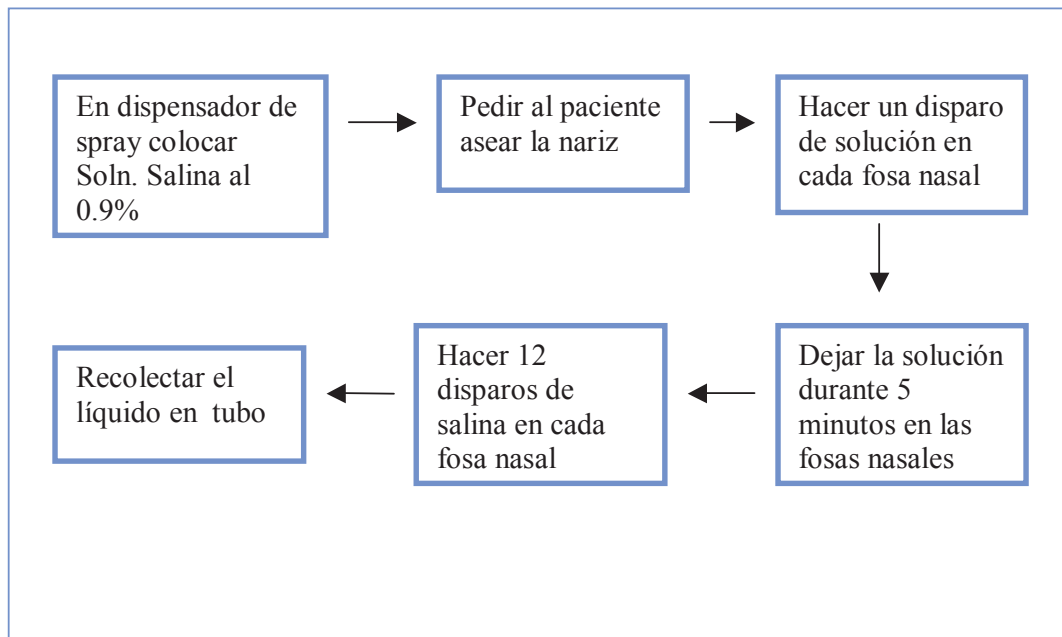 En dispensador de
spray colocar
Soln. Salina al
0.9%
Pedir al paciente
asear la nariz
Hacer un disparo
de solución en
cada fosa nasal
Dejar la solución
durante 5
minutos en las
fosas nasales
Hacer 12
disparos de
salina en cada
fosa nasal
Recolectar el
líquido en  tubo